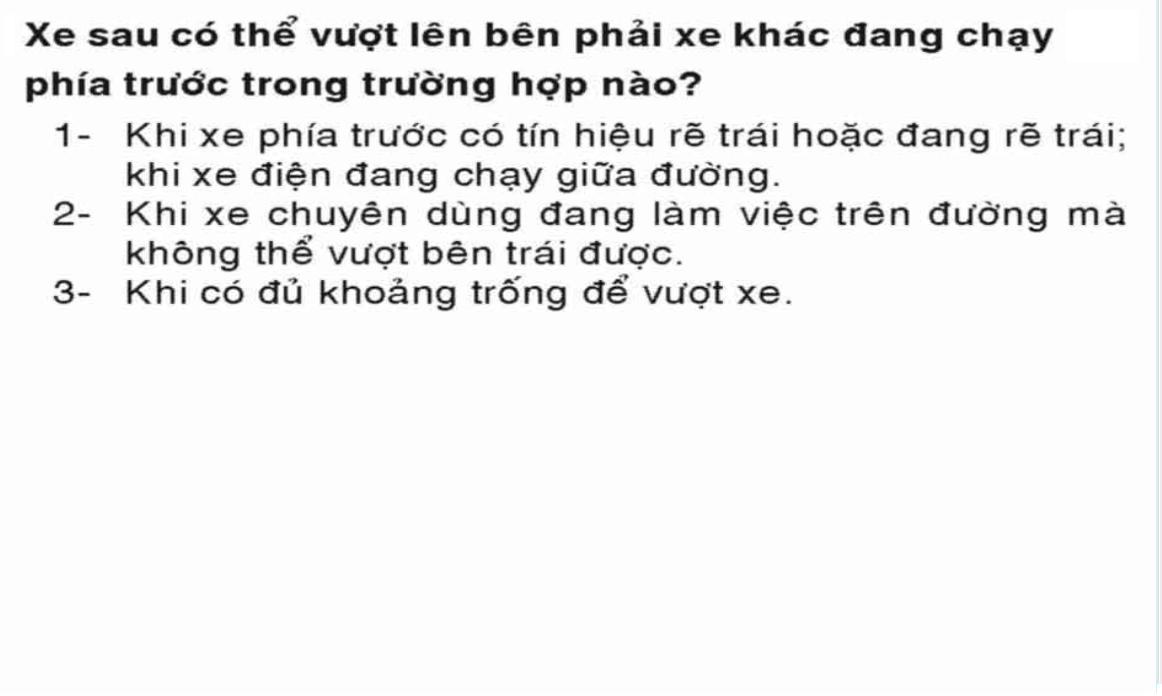 Xe sau có thể vượt lên bên phải xe khác đang chạy
phía trước trong trường hợp nào?
1- Khi xe phía trước có tín hiệu rẽ trái hoặc đang rẽ trái;
khi xe điện đang chạy giữa đường.
2- Khi xe chuyên dùng đang làm việc trên đường mà
không thể vượt bên trái được.
3- Khi có đủ khoảng trống để vượt xe.